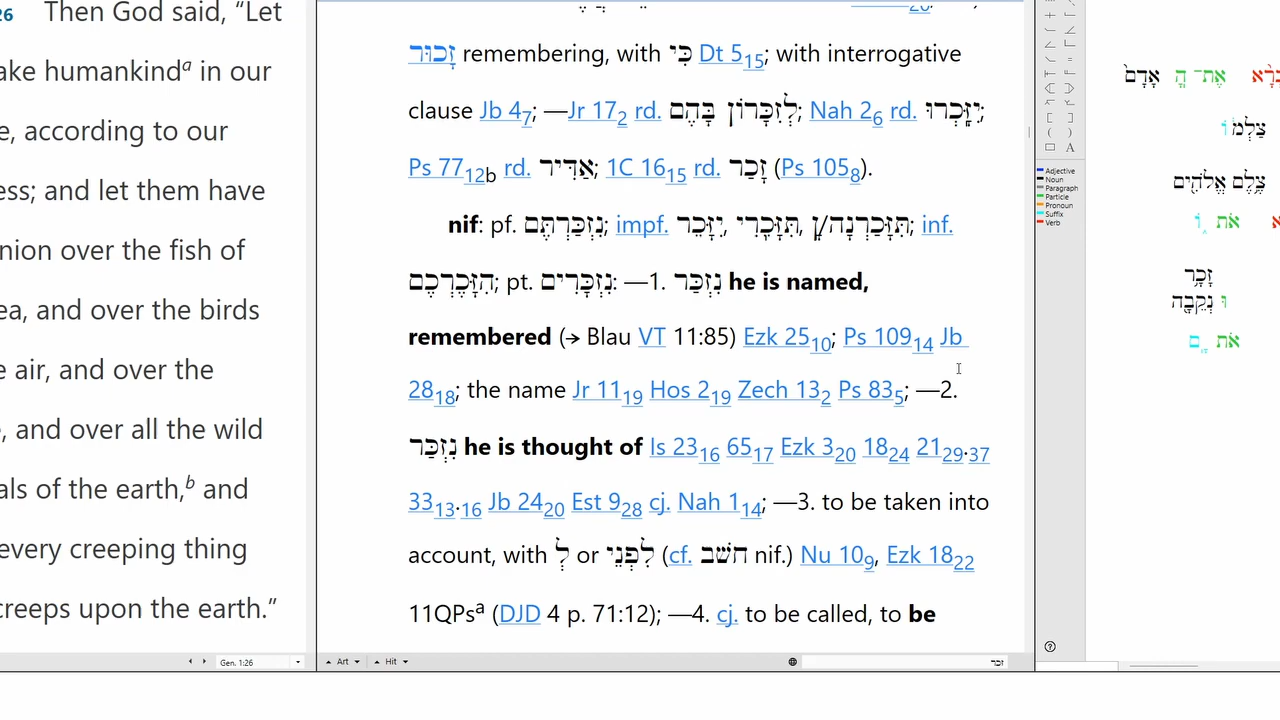 26 Then God said, “Let
ake humankindᵃ in our
e, according to our
ess; and let them have
nion over the fish of
ea, and over the birds
e air, and over the
e, and over all the wild
als of the earth,ᵇ and
every creeping thing
creeps upon the earth.”
Gen. 1:26
זָכוּר remembering, with כִּי Dt 5₁₅; with interrogative
clause Jb 4₇; —Jr 17₂ rd. לְזִכָּרוֹן בָּהֶם; Nah 2₆ rd. יִזָּֽכְרוּ;
Ps 77₁₂b rd. אַדִּיר; 1C 16₁₅ rd. זָכַר (Ps 105₈).
nif: pf. נִזְכַּרְתֶּם; impf. יִזָּכֵר, תִּזָּכְרִי, תִּזָּכַרְנָה/ץ; inf.
הִזָּכֶרְכֶם; pt. נִזְכָּרִים: —1. נִזְכַּר he is named,
remembered (→ Blau VT 11:85) Ezk 25₁₀; Ps 109₁₄ Jb
28₁₈; the name Jr 11₁₉ Hos 2₁₉ Zech 13₂ Ps 83₅; —2.
נִזְכַּר he is thought of Is 23₁₆ 65₁₇ Ezk 3₂₀ 18₂₄ 21₂₉.₃₇
33₁₃.₁₆ Jb 24₂₀ Est 9₂₈ cj. Nah 1₁₄; —3. to be taken into
account, with לְ or לִפְנֵי (cf. חשׁב nif.) Nu 10₉, Ezk 18₂₂
11QPsᵃ (DJD 4 p. 71:12); —4. cj. to be called, to be
Art Hit זכר
Adjective
Noun
Paragraph
Particle
Pronoun
Suffix
Verb
אֶת־ הָ אָדָם
צַלְמ וֹ
צֶלֶם אֱלֹהִים
אֹת וֹ
זָכָר
וּ נְקֵבָה
אֹת ָם